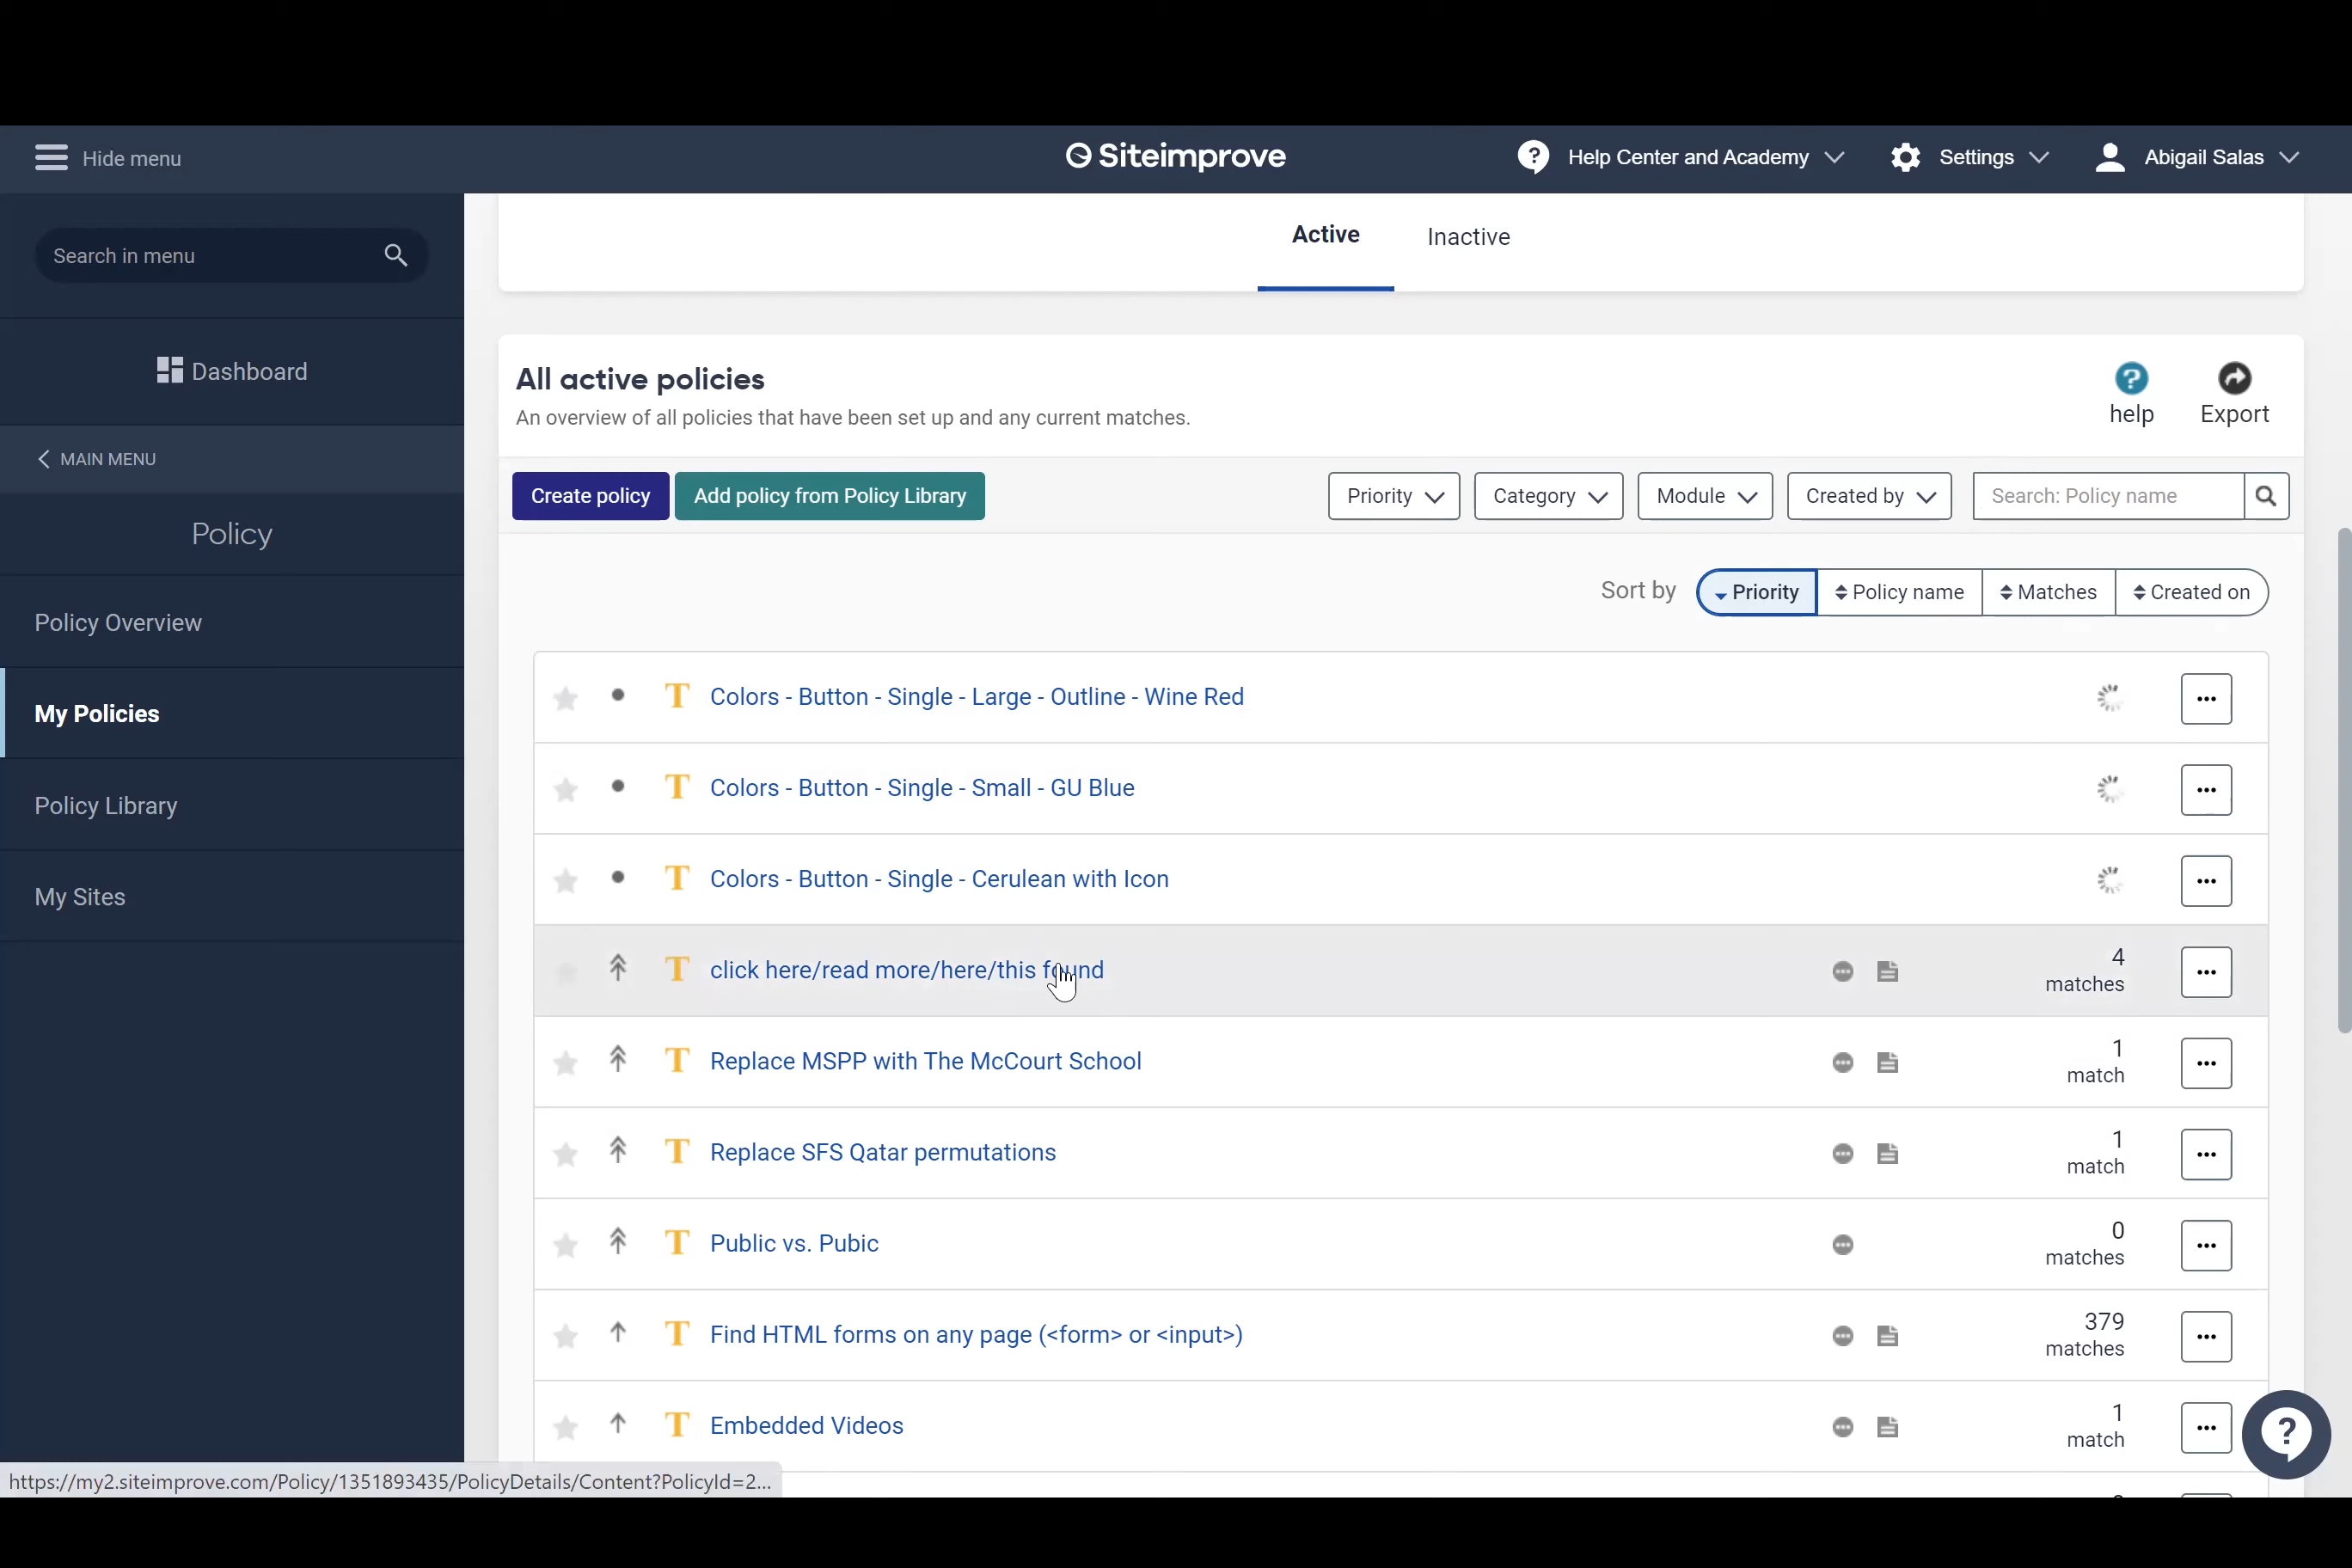 Hide menu
Siteimprove
Help Center and Academy
Settings
Abigail Salas
Search in menu
Active
Inactive
Dashboard
All active policies
An overview of all policies that have been set up and any current matches.
help
Export
MAIN MENU
Create policy
Add policy from Policy Library
Priority
Category
Module
Created by
Search: Policy name
Policy
Sort by
Priority
Policy name
Matches
Created on
Policy Overview
My Policies
Policy Library
My Sites
Colors - Button - Single - Large - Outline - Wine Red
Colors - Button - Single - Small - GU Blue
Colors - Button - Single - Cerulean with Icon
click here/read more/here/this found
4
matches
Replace MSPP with The McCourt School
1
match
Replace SFS Qatar permutations
1
match
Public vs. Pubic
0
matches
Find HTML forms on any page (<form> or <input>)
379
matches
Embedded Videos
1
match
https://my2.siteimprove.com/Policy/1351893435/PolicyDetails/Content?PolicyId=2...